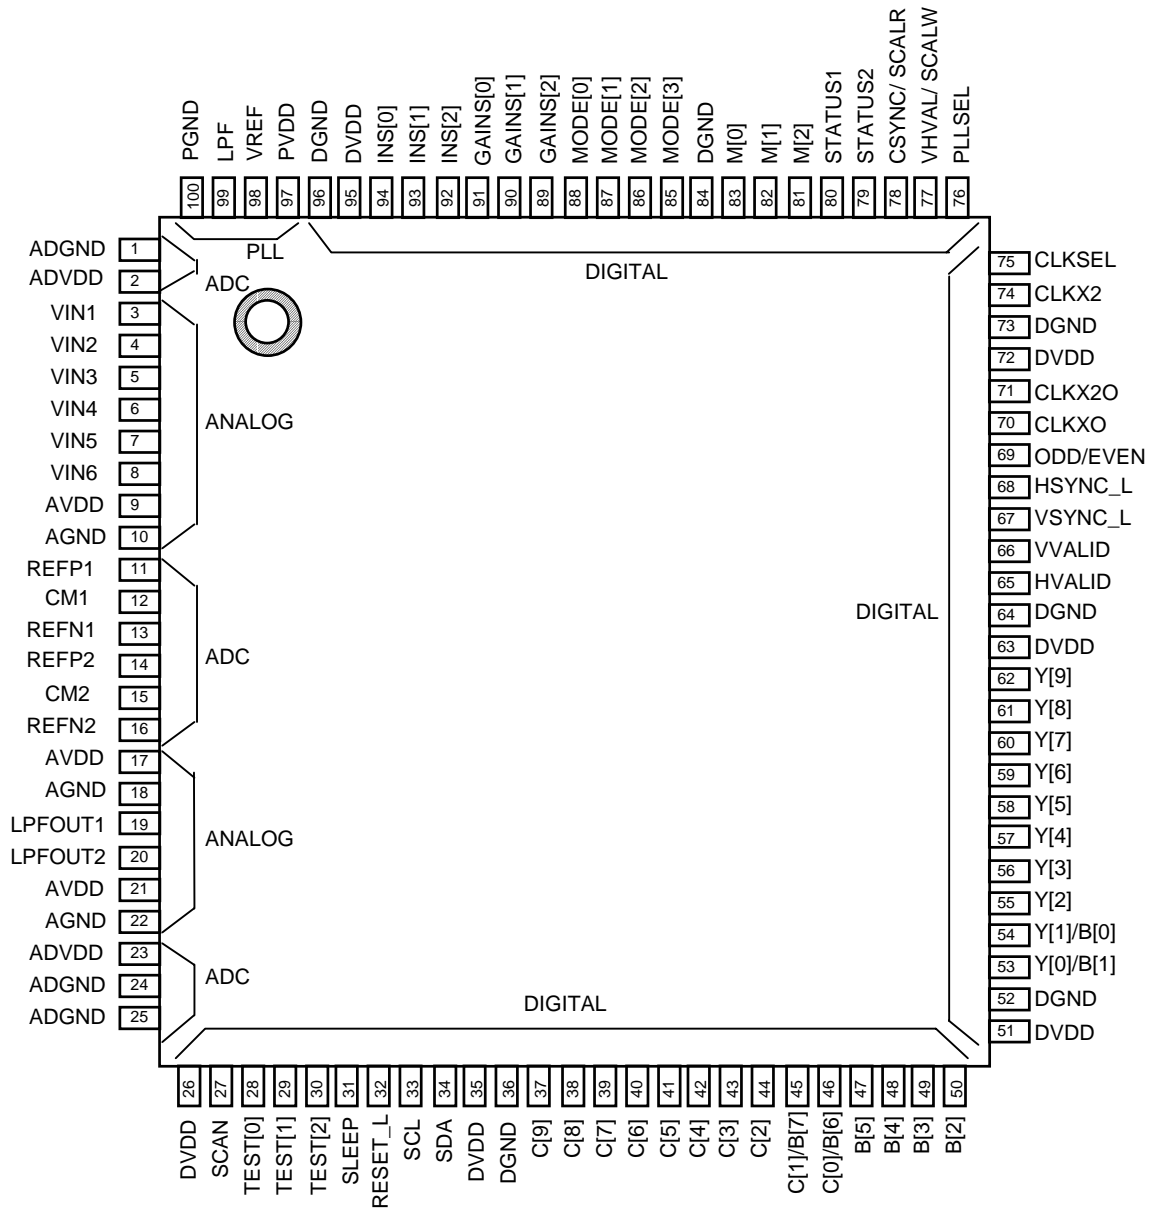 PGND
LPF
VREF
PVDD
DGND
DVDD
INS[0]
INS[1]
INS[2]
GAINS[0]
GAINS[1]
GAINS[2]
MODE[0]
MODE[1]
MODE[2]
MODE[3]
DGND
M[0]
M[1]
M[2]
STATUS1
STATUS2
CSYNC/ SCALR
VHVAL/ SCALW
PLLSEL
100
99
98
97
96
95
94
93
92
91
90
89
88
87
86
85
84
83
82
81
80
79
78
77
76
ADGND 1
ADVDD 2
VIN1 3
VIN2 4
VIN3 5
VIN4 6
VIN5 7
VIN6 8
AVDD 9
AGND 10
REFP1 11
CM1 12
REFN1 13
REFP2 14
CM2 15
REFN2 16
AVDD 17
AGND 18
LPFOUT1 19
LPFOUT2 20
AVDD 21
AGND 22
ADVDD 23
ADGND 24
ADGND 25
PLL
ADC
DIGITAL
ANALOG
DIGITAL
ADC
ANALOG
ADC
DIGITAL
75 CLKSEL
74 CLKX2
73 DGND
72 DVDD
71 CLKX2O
70 CLKXO
69 ODD/EVEN
68 HSYNC_L
67 VSYNC_L
66 VVALID
65 HVALID
64 DGND
63 DVDD
62 Y[9]
61 Y[8]
60 Y[7]
59 Y[6]
58 Y[5]
57 Y[4]
56 Y[3]
55 Y[2]
54 Y[1]/B[0]
53 Y[0]/B[1]
52 DGND
51 DVDD
26
27
28
29
30
31
32
33
34
35
36
37
38
39
40
41
42
43
44
45
46
47
48
49
50
DVDD
SCAN
TEST[0]
TEST[1]
TEST[2]
SLEEP
RESET_L
SCL
SDA
DVDD
DGND
C[9]
C[8]
C[7]
C[6]
C[5]
C[4]
C[3]
C[2]
C[1]/B[7]
C[0]/B[6]
B[5]
B[4]
B[3]
B[2]